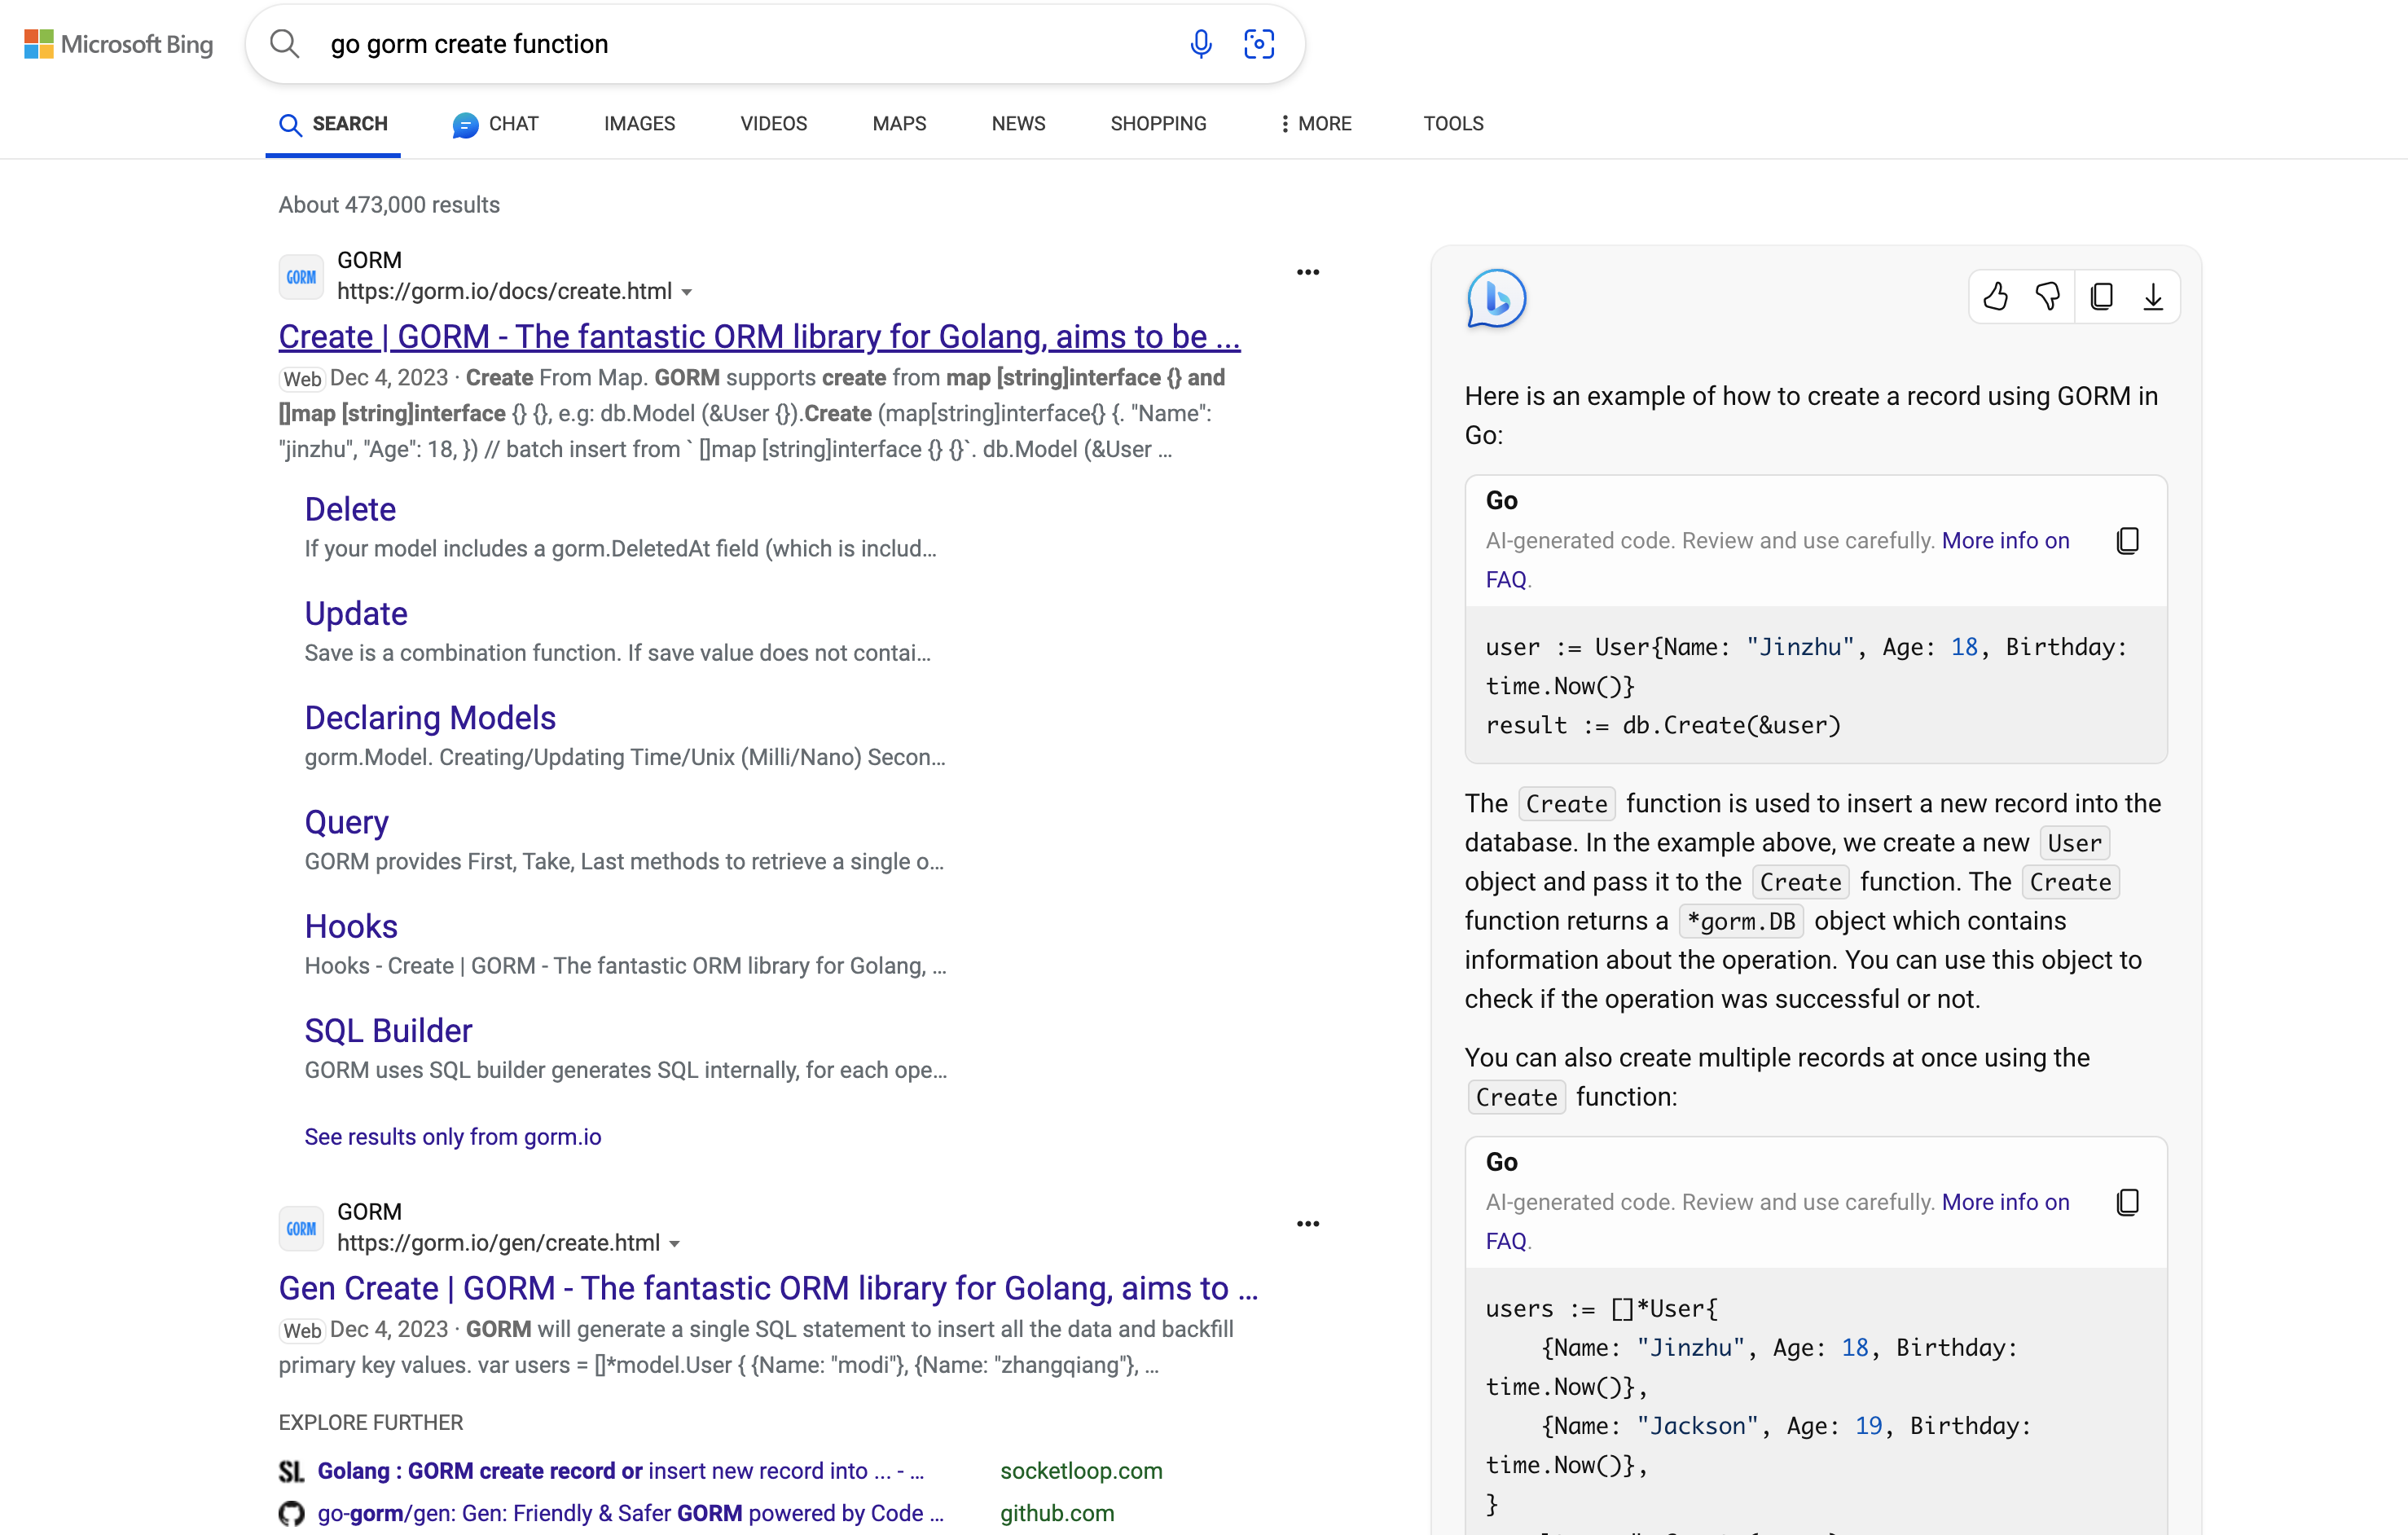 Microsoft Bing
go gorm create function
SEARCH
CHAT
IMAGES
VIDEOS
MAPS
NEWS
SHOPPING
MORE
TOOLS
About 473,000 results
GORM
GORM
https://gorm.io/docs/create.html
Create | GORM - The fantastic ORM library for Golang, aims to be ...
Web Dec 4, 2023 · Create From Map. GORM supports create from map [string]interface {} and
[]map [string]interface {} {}, e.g: db.Model (&User {}).Create (map[string]interface{} {. "Name":
"jinzhu", "Age": 18, }) // batch insert from ` []map [string]interface {} {}`. db.Model (&User ...
Delete
If your model includes a gorm.DeletedAt field (which is includ...
Update
Save is a combination function. If save value does not contai...
Declaring Models
gorm.Model. Creating/Updating Time/Unix (Milli/Nano) Secon...
Query
GORM provides First, Take, Last methods to retrieve a single o...
Hooks
Hooks - Create | GORM - The fantastic ORM library for Golang, ...
SQL Builder
GORM uses SQL builder generates SQL internally, for each ope...
See results only from gorm.io
GORM
GORM
https://gorm.io/gen/create.html
Gen Create | GORM - The fantastic ORM library for Golang, aims to ...
Web Dec 4, 2023 · GORM will generate a single SQL statement to insert all the data and backfill
primary key values. var users = []*model.User { {Name: "modi"}, {Name: "zhangqiang"}, ...
EXPLORE FURTHER
SL Golang : GORM create record or insert new record into ... - ... socketloop.com
go-gorm/gen: Gen: Friendly & Safer GORM powered by Code ... github.com
Here is an example of how to create a record using GORM in
Go:
Go
AI-generated code. Review and use carefully. More info on
FAQ.
user := User{Name: "Jinzhu", Age: 18, Birthday:
time.Now()}
result := db.Create(&user)
The Create function is used to insert a new record into the
database. In the example above, we create a new User
object and pass it to the Create function. The Create
function returns a *gorm.DB object which contains
information about the operation. You can use this object to
check if the operation was successful or not.
You can also create multiple records at once using the
Create function:
Go
AI-generated code. Review and use carefully. More info on
FAQ.
users := []*User{
{Name: "Jinzhu", Age: 18, Birthday:
time.Now()},
{Name: "Jackson", Age: 19, Birthday:
time.Now()},
}